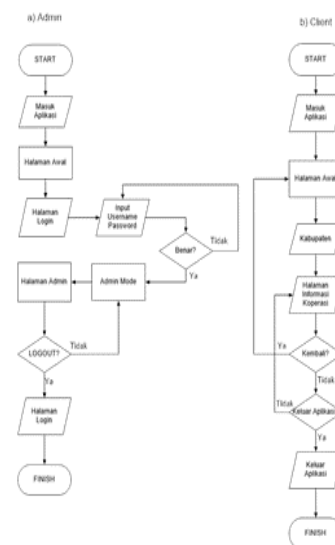 a) Admin
START
Masuk
Aplikasi
Halaman Awal
Halaman
Login
Input
Username
Password
Benar?
Tidak
Ya
Admin Mode
Halaman Admin
LOGOUT?
Tidak
Ya
Halaman
Login
FINISH
b) Client
START
Masuk
Aplikasi
Halaman Awal
Kabupaten
Halaman
Informasi
Koperasi
Kembali?
Ya
Tidak
Keluar Aplikasi
Tidak
Ya
Keluar
Aplikasi
FINISH